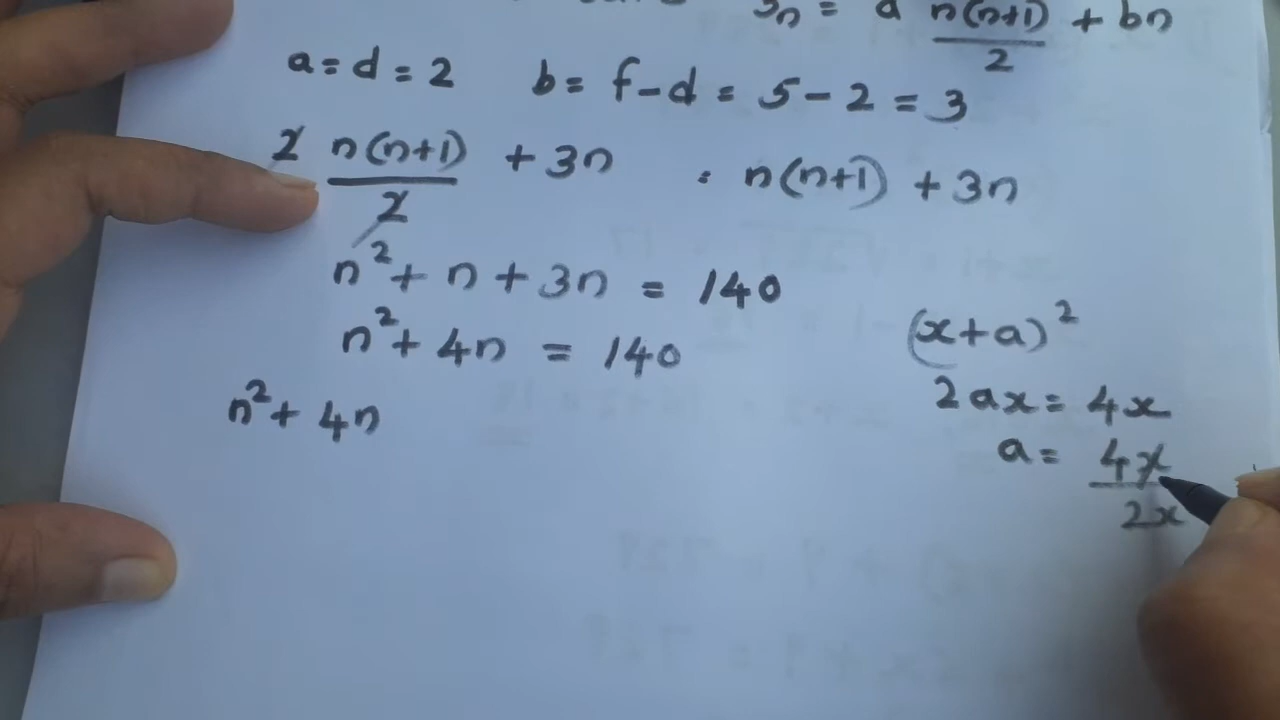 Sn = a n(n+1)/2 + bn
a = d = 2 b = f - d = 5 - 2 = 3
2 n(n+1)/2 + 3n = n(n+1) + 3n
n² + n + 3n = 140
n² + 4n = 140
(x+a)²
n² + 4n
2ax = 4x
a = 4x/2x